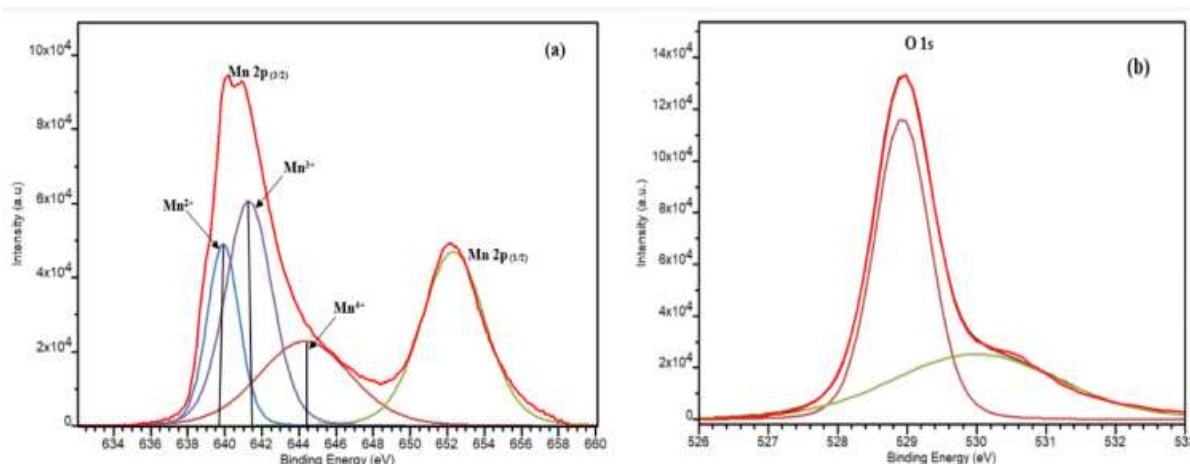 (a)
Mn 2p (3/2)
Mn³⁺
Mn²⁺
Mn⁴⁺
Mn 2p (1/2)
Intensity (a.u)
10x10⁴
8x10⁴
6x10⁴
4x10⁴
2x10⁴
0
634 636 638 640 642 644 646 648 650 652 654 656 658 660
Binding Energy (eV)
O 1s
(b)
Intensity (a.u.)
14x10⁴
12x10⁴
10x10⁴
8x10⁴
6x10⁴
4x10⁴
2x10⁴
0
526 527 528 529 530 531 532 533
Binding Energy (eV)